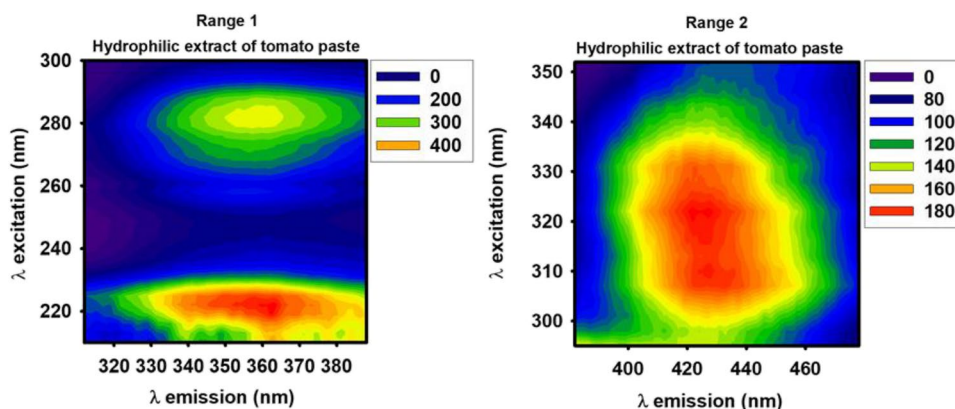 Range 1
Hydrophilic extract of tomato paste
300
280
260
240
220
λ excitation (nm)
320 330 340 350 360 370 380
λ emission (nm)
0
200
300
400
Range 2
Hydrophilic extract of tomato paste
350
340
330
320
310
300
λ excitation (nm)
400 420 440 460
λ emission (nm)
0
80
100
120
140
160
180